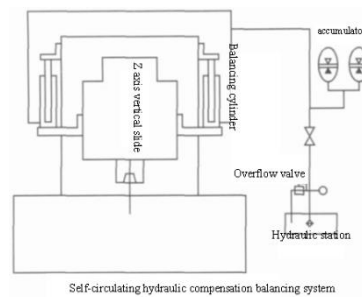 accumulator
Balancing cylinder
Z axis vertical slide
Overflow valve
Hydraulic station
Self-circulating hydraulic compensation balancing system